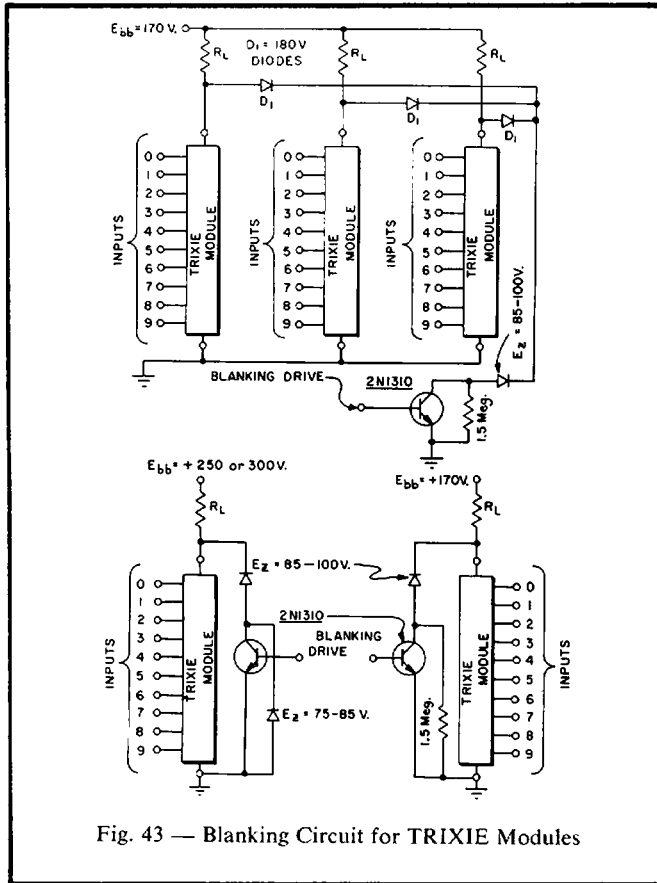 Ebb=170 V.
RL
D1 = 180V
DIODES
RL
RL
D1
D1
D1
INPUTS
0
1
2
3
4
5
6
7
8
9
TRIXIE
MODULE
INPUTS
0
1
2
3
4
5
6
7
8
9
TRIXIE
MODULE
INPUTS
0
1
2
3
4
5
6
7
8
9
TRIXIE
MODULE
Ez = 85-100V.
BLANKING DRIVE
2N1310
1.5 Meg.
Ebb= + 250 or 300V.
RL
INPUTS
0
1
2
3
4
5
6
7
8
9
TRIXIE
MODULE
Ez = 85-100V.
2N1310
BLANKING
DRIVE
Ez = 75-85 V.
Ebb= +170V.
RL
1.5 Meg.
TRIXIE
MODULE
0
1
2
3
4
5
6
7
8
9
INPUTS
Fig. 43 — Blanking Circuit for TRIXIE Modules